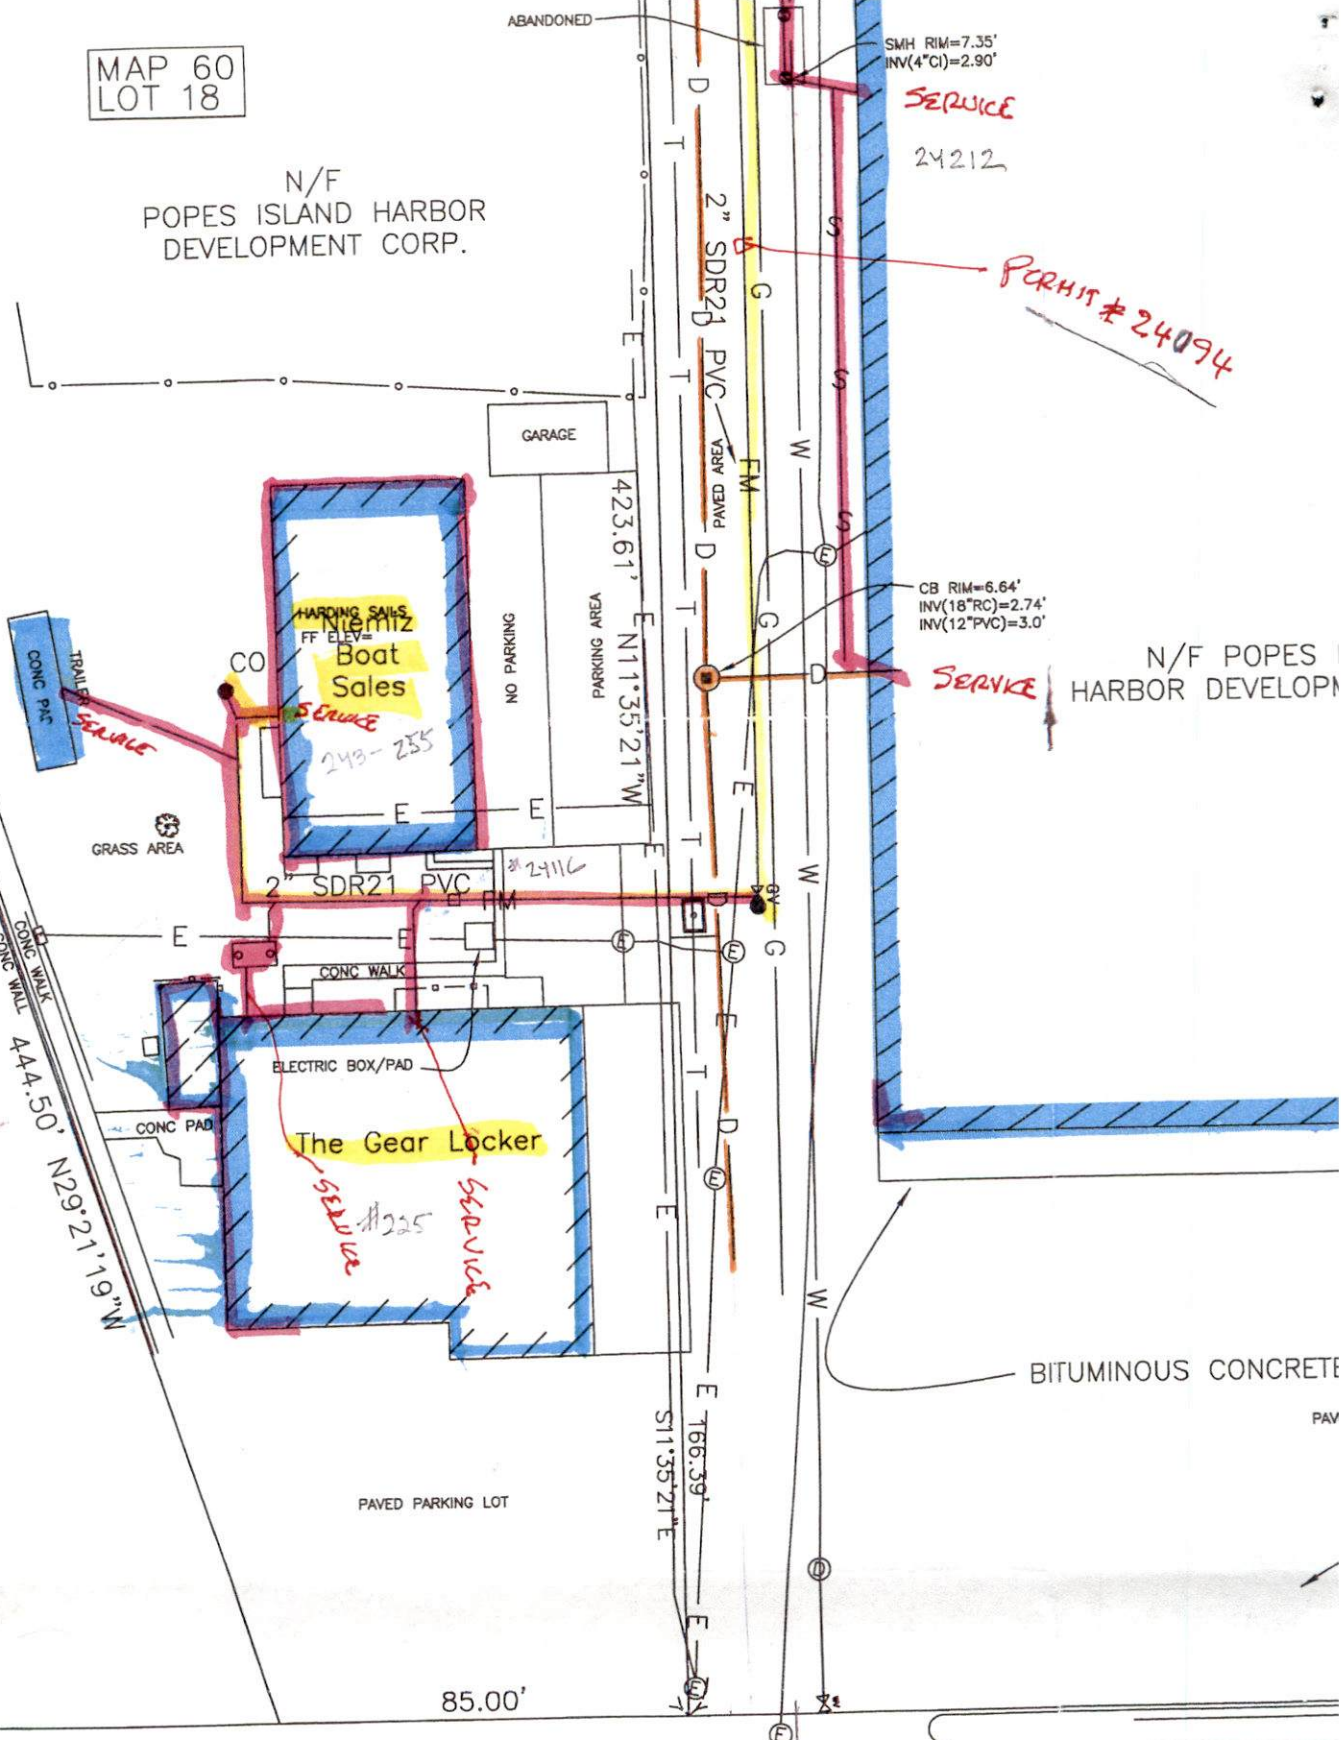 ABANDONED
SMH RIM=7.35'
INV(4"CI)=2.90'
MAP 60
LOT 18
SERVICE
24212
N/F
POPES ISLAND HARBOR
DEVELOPMENT CORP.
D
T
2" SDR21 PVC
G
S
PERMIT # 24094
E
D
T
S
GARAGE
W
PAVED AREA
FM
423.61' N11°35'21"W
S
D
E
CB RIM=6.64'
INV(18"RC)=2.74'
INV(12"PVC)=3.0'
HARDING SAILS
FF ELEV=
Niemiz
Boat
Sales
NO PARKING
PARKING AREA
T
E
G
CO
TRAILER
CONC PAD
SERVICE
SERVICE
D
SERVICE
N/F POPES
HARBOR DEVELOPM
243-255
E
E
E
GRASS AREA
T
E
W
#24116
2" SDR21 PVC
FM
D
GV
CONC WALK
CONC WALL
E
E
E
E
G
CONC WALK
E
444.50' N29°21'19"W
ELECTRIC BOX/PAD
T
CONC PAD
D
The Gear Locker
E
SERVICE
#225
SERVICE
E
W
BITUMINOUS CONCRETE
E
PAV
S11°35'21"E
166.39'
PAVED PARKING LOT
D
E
E
85.00'